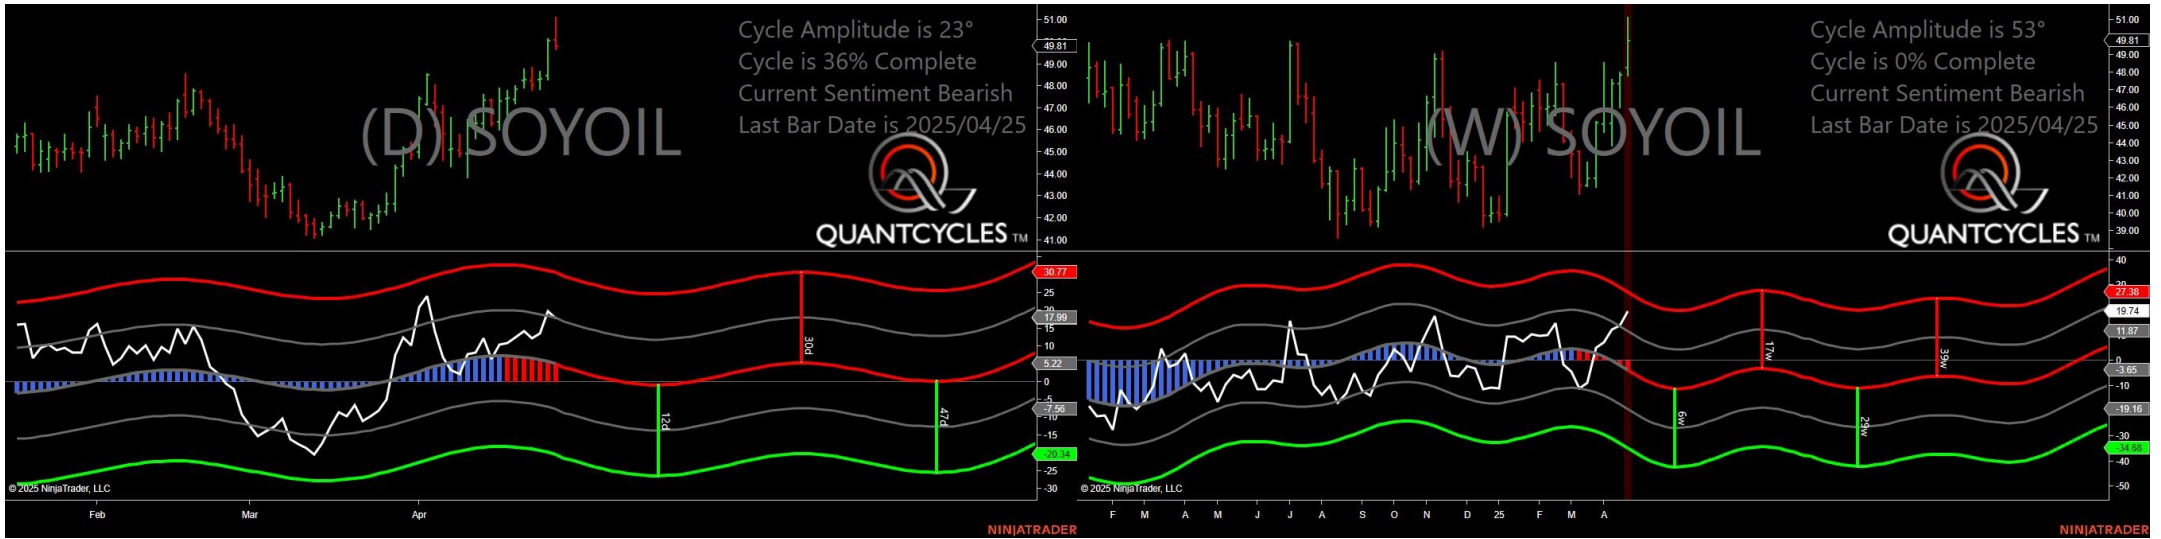 Cycle Amplitude is 23°
Cycle is 36% Complete
Current Sentiment Bearish
Last Bar Date is 2025/04/25
(D) SOYOIL
QUANTCYCLES TM
51.00
49.81
49.00
48.00
47.00
46.00
45.00
44.00
43.00
42.00
41.00
30.77
25
17.99
15
10
5.22
0
-5
-7.56
-10
-15
-20.34
-25
-30
30d
12d
47d
© 2025 NinjaTrader, LLC
Feb Mar Apr
NINJATRADER
Cycle Amplitude is 53°
Cycle is 0% Complete
Current Sentiment Bearish
Last Bar Date is 2025/04/25
(W) SOYOIL
QUANTCYCLES TM
51.00
49.81
49.00
48.00
47.00
46.00
45.00
44.00
43.00
42.00
41.00
40.00
39.00
40
27.38
19.74
11.87
0
-3.65
-10
-19.16
-30
-34.68
-40
-50
17w
39w
6w
29w
© 2025 NinjaTrader, LLC
F M A M J J A S O N D 25 F M A
NINJATRADER